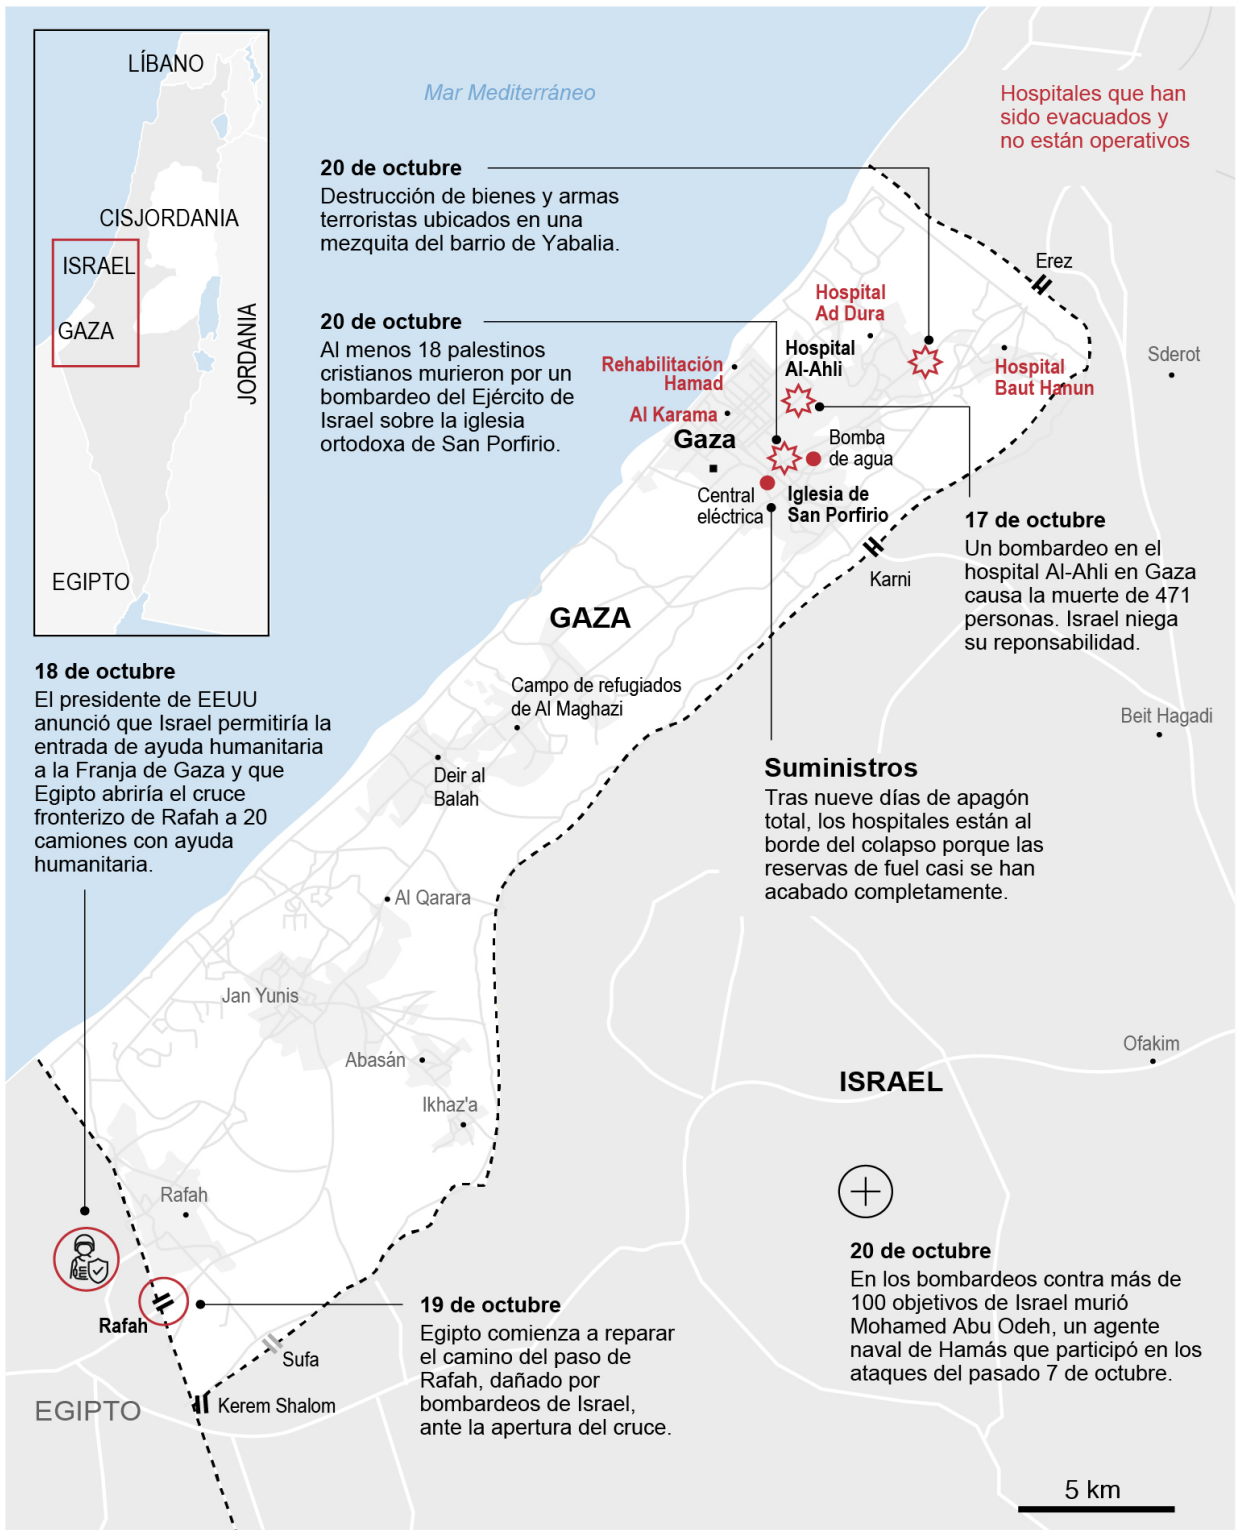 LÍBANO
CISJORDANIA
ISRAEL
GAZA
JORDANIA
EGIPTO
Mar Mediterráneo
Hospitales que han
sido evacuados y
no están operativos
20 de octubre
Destrucción de bienes y armas
terroristas ubicados en una
mezquita del barrio de Yabalia.
20 de octubre
Al menos 18 palestinos
cristianos murieron por un
bombardeo del Ejército de
Israel sobre la iglesia
ortodoxa de San Porfirio.
Erez
Sderot
Hospital
Ad Dura
Hospital
Al-Ahli
Rehabilitación
Hamad
Al Karama
Hospital
Baut Hanun
Gaza
Bomba
de agua
Central
eléctrica
Iglesia de
San Porfirio
Karni
17 de octubre
Un bombardeo en el
hospital Al-Ahli en Gaza
causa la muerte de 471
personas. Israel niega
su reponsabilidad.
GAZA
18 de octubre
El presidente de EEUU
anunció que Israel permitiría la
entrada de ayuda humanitaria
a la Franja de Gaza y que
Egipto abriría el cruce
fronterizo de Rafah a 20
camiones con ayuda
humanitaria.
Campo de refugiados
de Al Maghazi
Deir al
Balah
Beit Hagadi
Suministros
Tras nueve días de apagón
total, los hospitales están al
borde del colapso porque las
reservas de fuel casi se han
acabado completamente.
Al Qarara
Jan Yunis
Abasán
Ikhaz'a
Ofakim
ISRAEL
Rafah
Rafah
19 de octubre
Egipto comienza a reparar
el camino del paso de
Rafah, dañado por
bombardeos de Israel,
ante la apertura del cruce.
Sufa
Kerem Shalom
EGIPTO
20 de octubre
En los bombardeos contra más de
100 objetivos de Israel murió
Mohamed Abu Odeh, un agente
naval de Hamás que participó en los
ataques del pasado 7 de octubre.
5 km